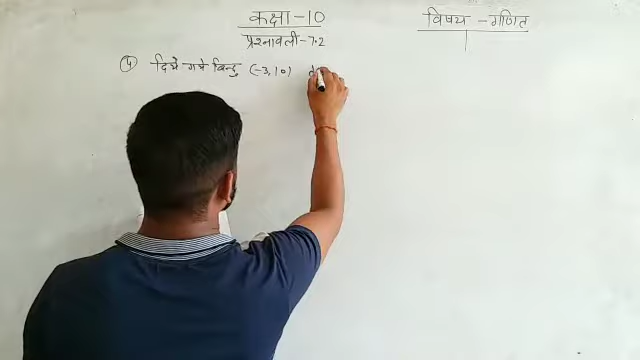 कक्षा-10
विषय - गणित
प्रश्नावली-7.2
④ दिये गये बिन्दु (-3,10)